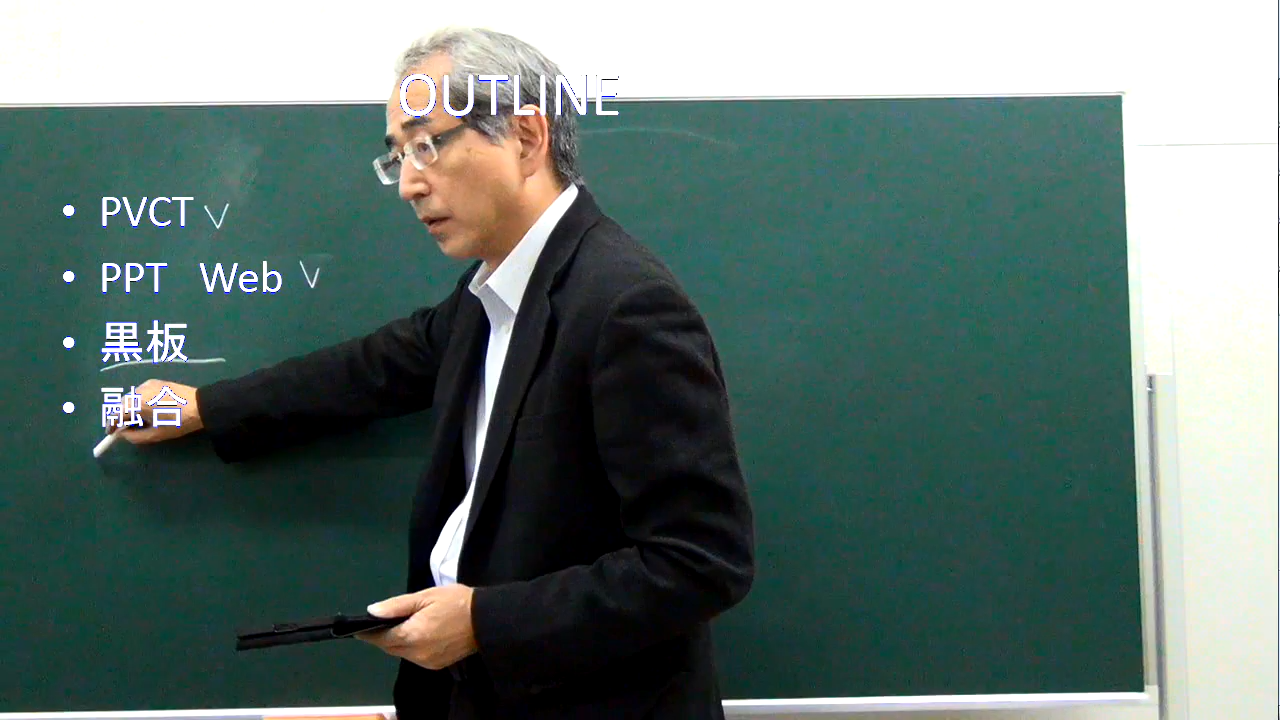 OUTLINE
• PVCT
• PPT Web
• 黒板
• 融合